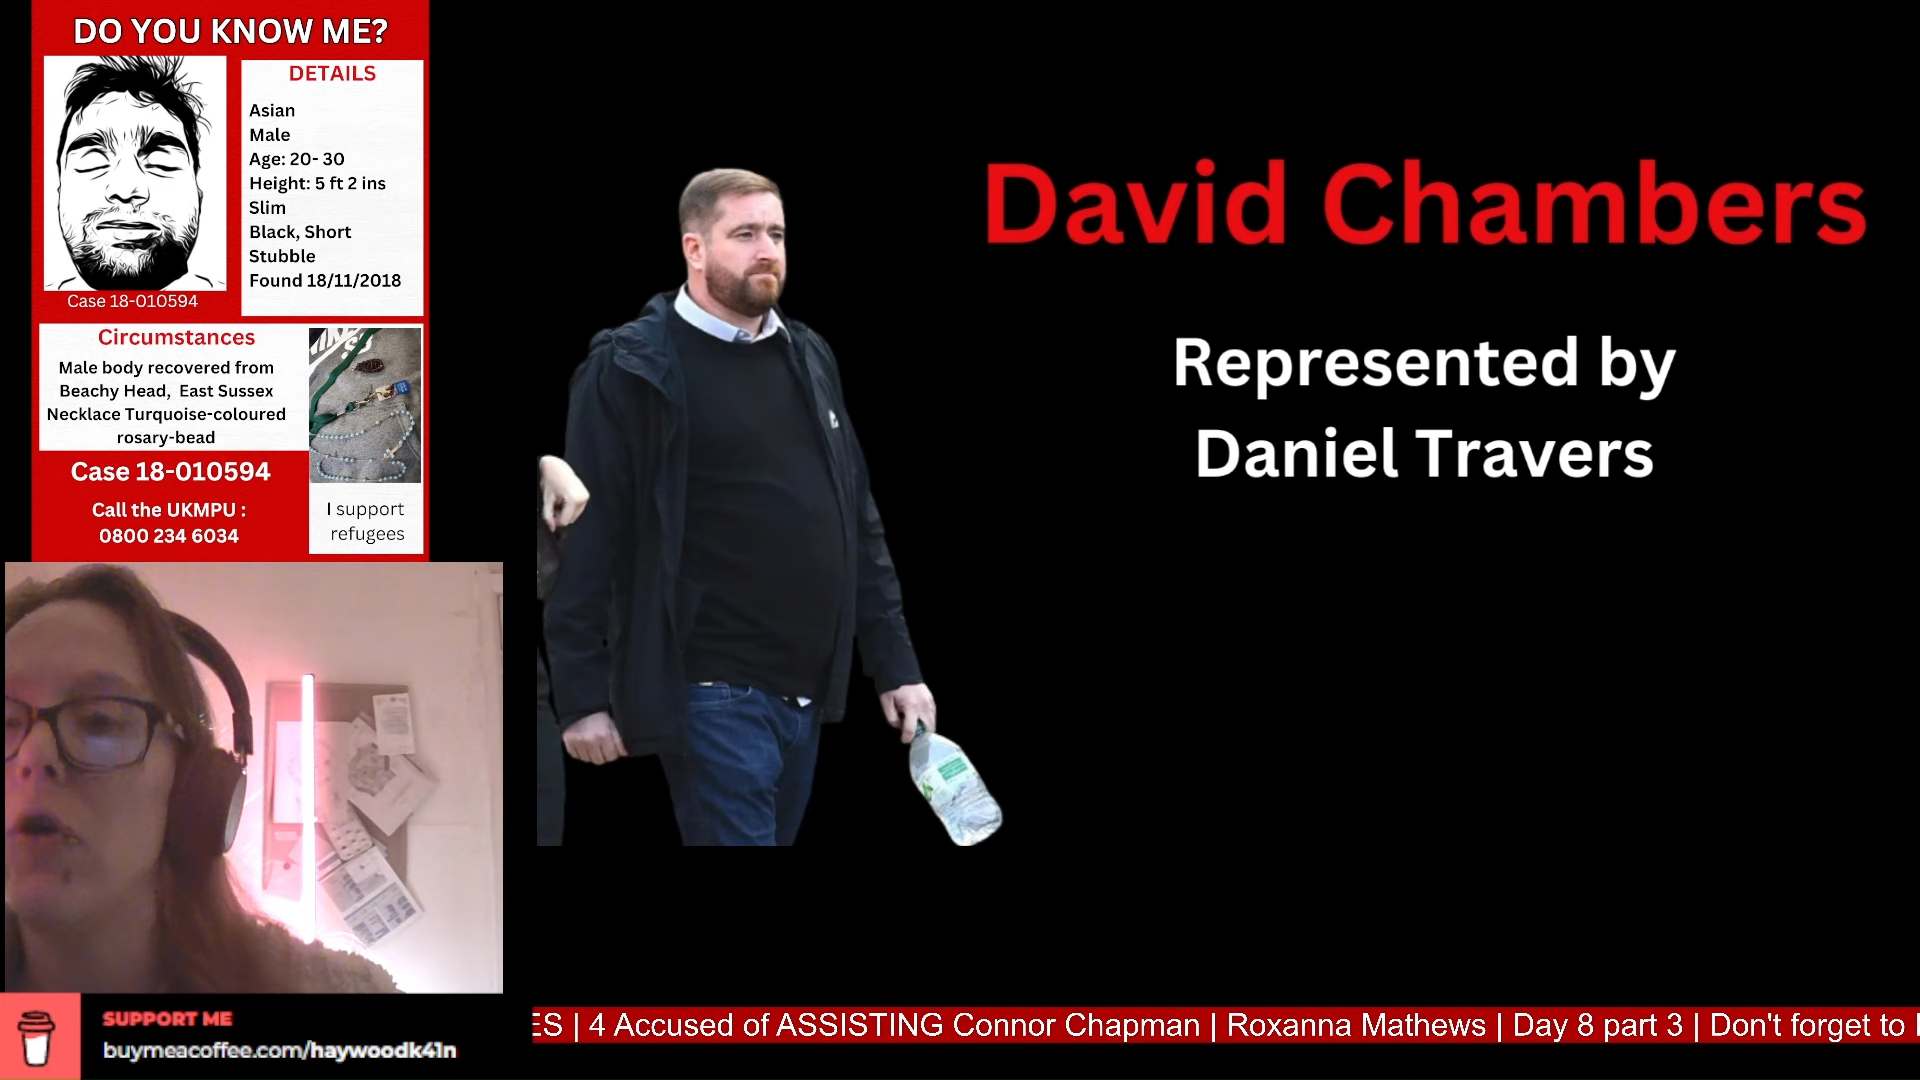 DO YOU KNOW ME?
DETAILS
Asian
Male
Age: 20- 30
Height: 5 ft 2 ins
Slim
Black, Short
Stubble
Found 18/11/2018
Case 18-010594
Circumstances
Male body recovered from
Beachy Head, East Sussex
Necklace Turquoise-coloured
rosary-bead
Case 18-010594
Call the UKMPU :
0800 234 6034
I support
refugees
David Chambers
Represented by
Daniel Travers
SUPPORT ME
buymeacoffee.com/haywoodk41n
ES | 4 Accused of ASSISTING Connor Chapman | Roxanna Mathews | Day 8 part 3 | Don't forget to